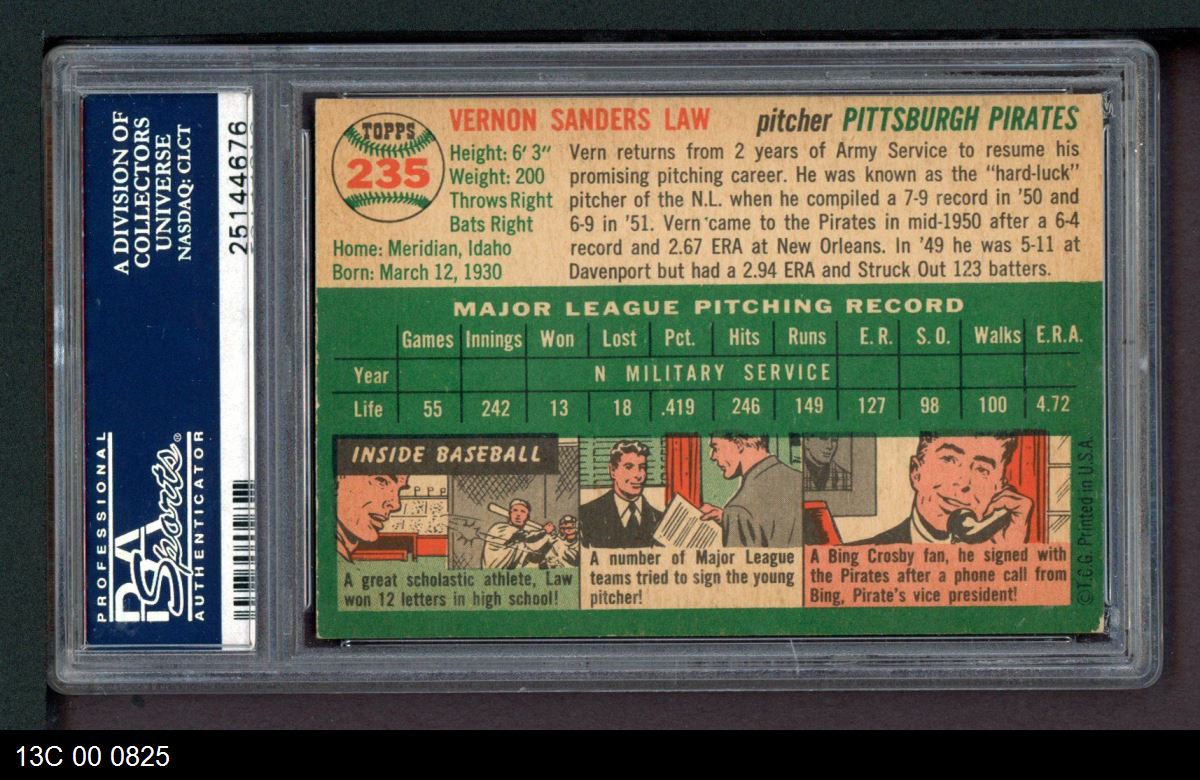 A DIVISION OF
COLLECTORS
UNIVERSE
NASDAQ: CLCT
25144676
PROFESSIONAL
PSA
Sports®
AUTHENTICATOR
TOPPS
235
VERNON SANDERS LAW pitcher PITTSBURGH PIRATES
Height: 6' 3"
Weight: 200
Throws Right
Bats Right
Home: Meridian, Idaho
Born: March 12, 1930
Vern returns from 2 years of Army Service to resume his
promising pitching career. He was known as the "hard-luck"
pitcher of the N.L. when he compiled a 7-9 record in '50 and
6-9 in '51. Vern came to the Pirates in mid-1950 after a 6-4
record and 2.67 ERA at New Orleans. In '49 he was 5-11 at
Davenport but had a 2.94 ERA and Struck Out 123 batters.
MAJOR LEAGUE PITCHING RECORD
Games Innings Won Lost Pct. Hits Runs E.R. S.O. Walks E.R.A.
Year N MILITARY SERVICE
Life 55 242 13 18 .419 246 149 127 98 100 4.72
INSIDE BASEBALL
A great scholastic athlete, Law
won 12 letters in high school!
A number of Major League
teams tried to sign the young
pitcher!
A Bing Crosby fan, he signed with
the Pirates after a phone call from
Bing, Pirate's vice president!
©T.C.G. Printed in U.S.A.
13C 00 0825